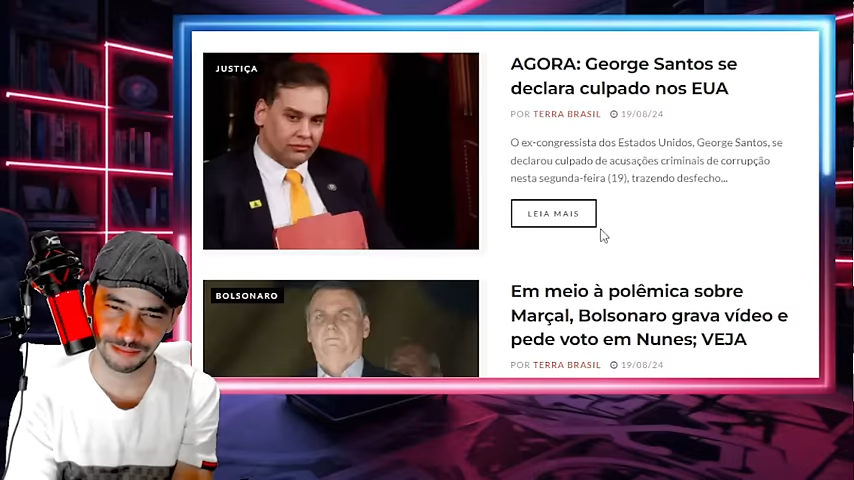 JUSTIÇA
AGORA: George Santos se
declara culpado nos EUA
POR TERRA BRASIL 19/08/24
O ex-congressista dos Estados Unidos, George Santos, se
declarou culpado de acusações criminais de corrupção
nesta segunda-feira (19), trazendo desfecho...
LEIA MAIS
BOLSONARO
Em meio à polêmica sobre
Marçal, Bolsonaro grava vídeo e
pede voto em Nunes; VEJA
POR TERRA BRASIL 19/08/24